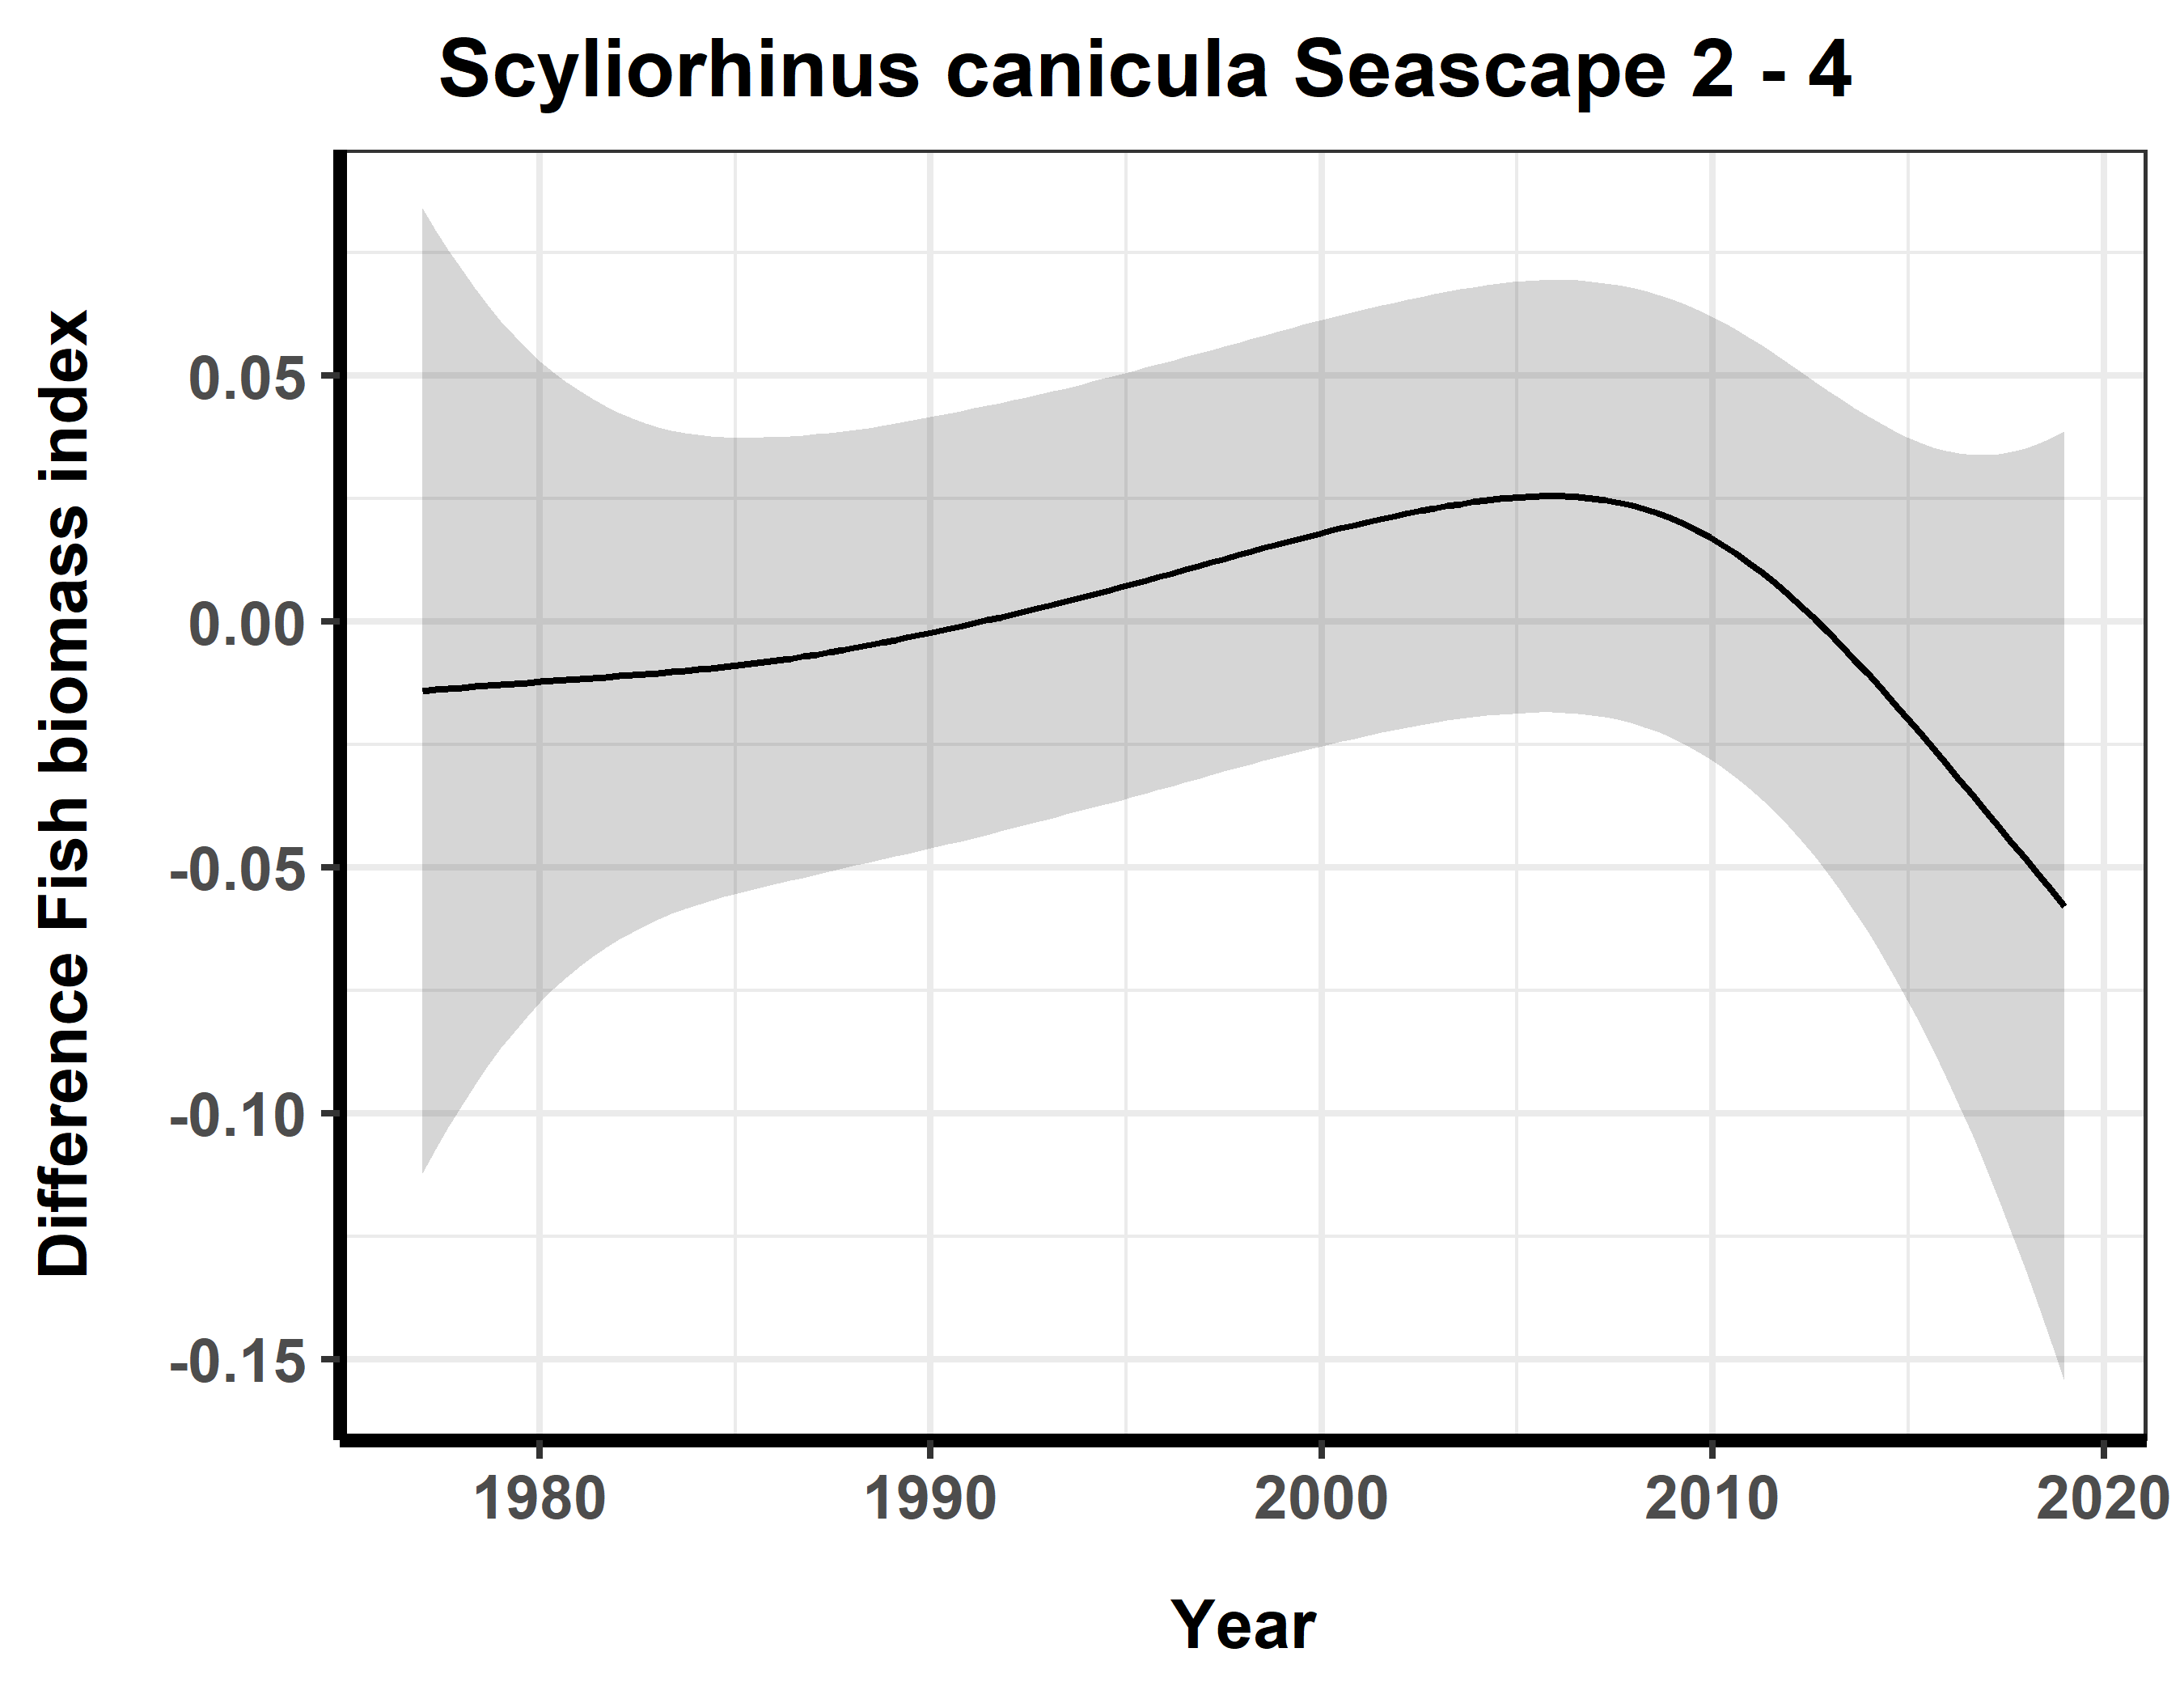 Scyliorhinus canicula Seascape 2 - 4
Difference Fish biomass index
0.05
0.00
-0.05
-0.10
-0.15
1980 1990 2000 2010 2020
Year